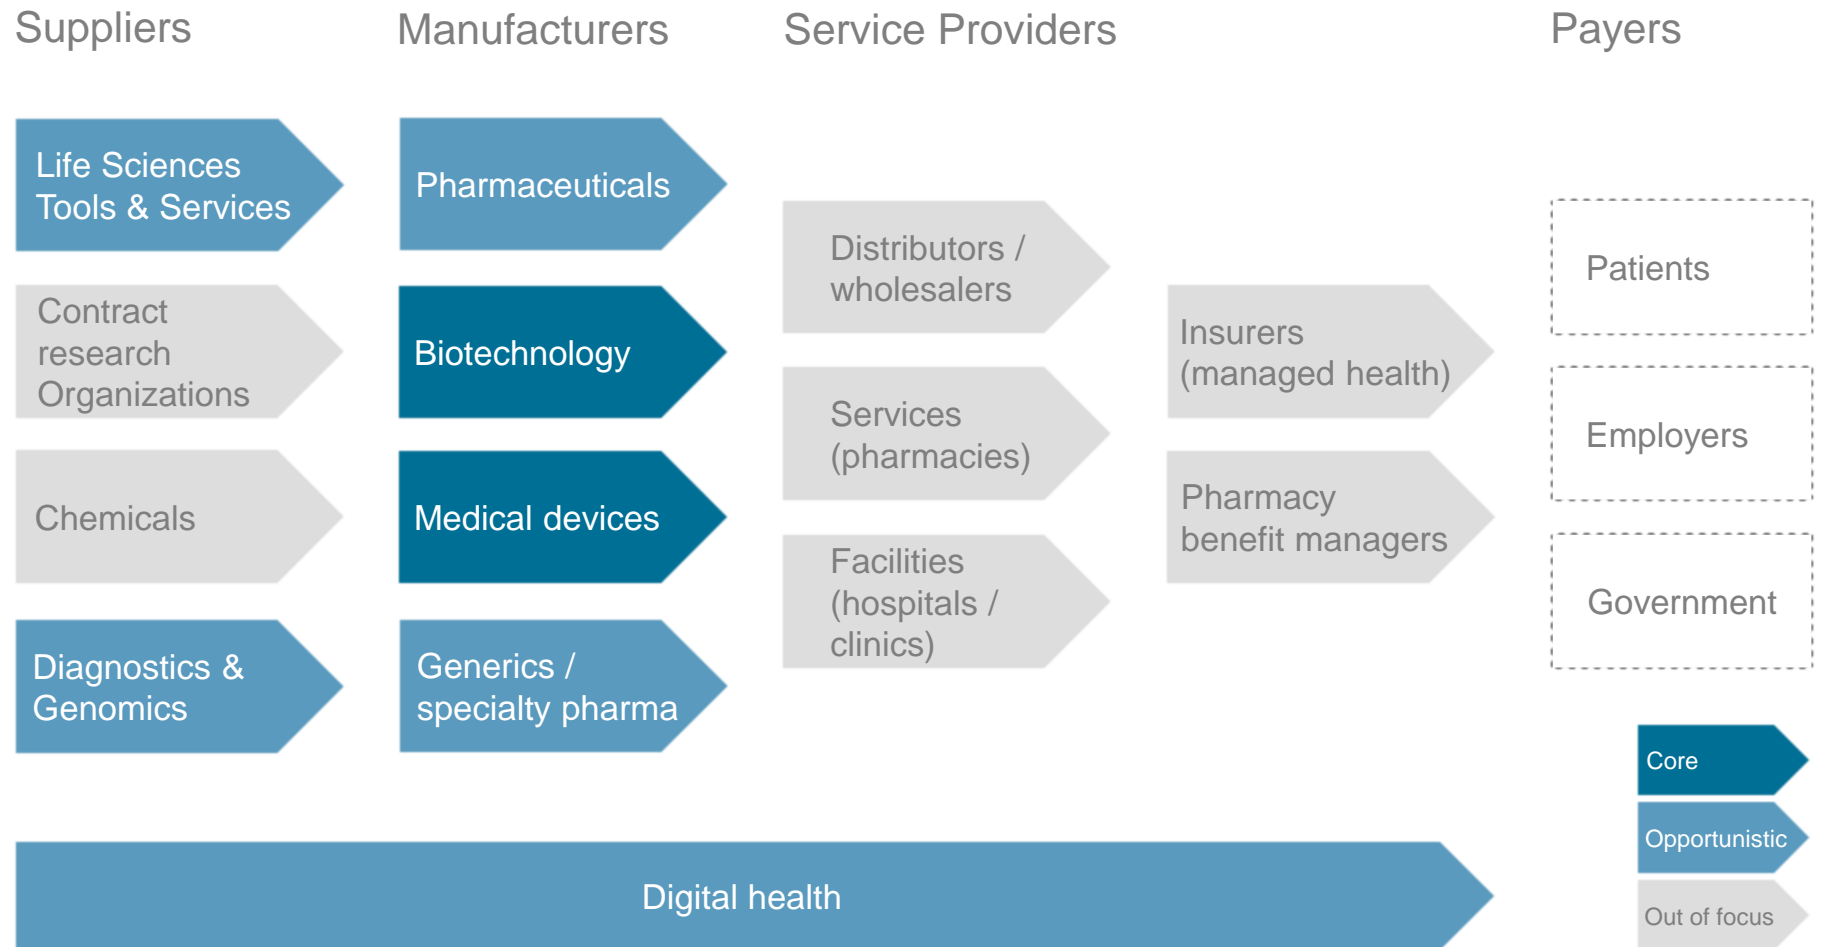 Suppliers
Manufacturers
Service Providers
Payers
Life Sciences
Tools & Services
Contract
research
Organizations
Chemicals
Diagnostics &
Genomics
Pharmaceuticals
Biotechnology
Medical devices
Generics /
specialty pharma
Distributors /
wholesalers
Services
(pharmacies)
Facilities
(hospitals /
clinics)
Insurers
(managed health)
Pharmacy
benefit managers
Patients
Employers
Government
Digital health
Core
Opportunistic
Out of focus